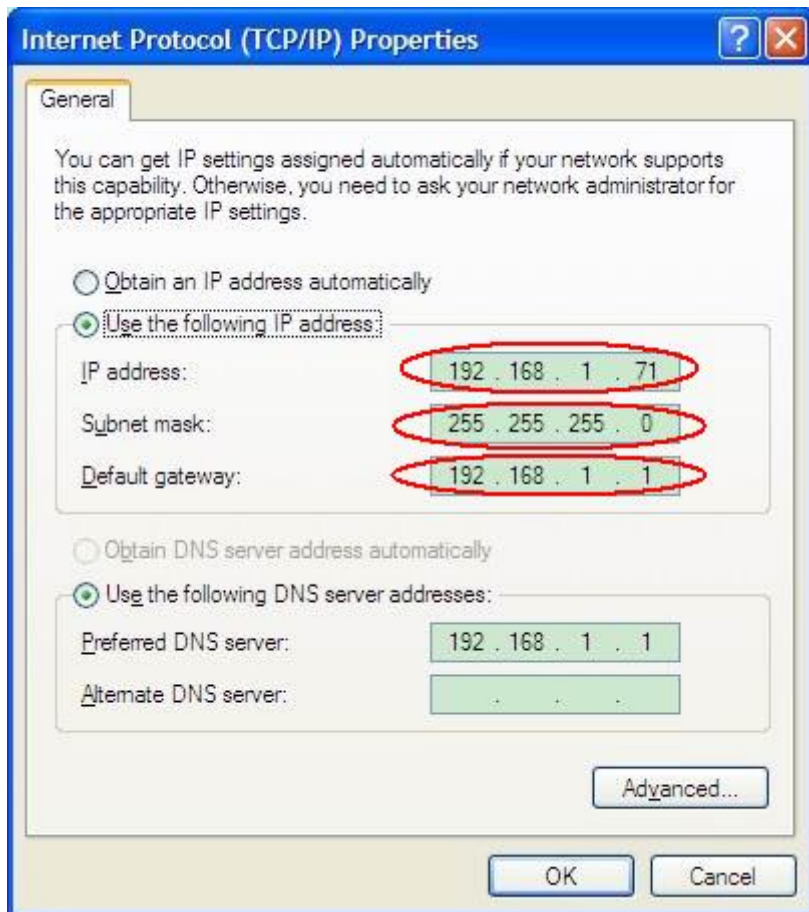 Internet Protocol (TCP/IP) Properties
General
You can get IP settings assigned automatically if your network supports
this capability. Otherwise, you need to ask your network administrator for
the appropriate IP settings.
Obtain an IP address automatically
Use the following IP address:
IP address: 192 . 168 . 1 . 71
Subnet mask: 255 . 255 . 255 . 0
Default gateway: 192 . 168 . 1 . 1
Obtain DNS server address automatically
Use the following DNS server addresses:
Preferred DNS server: 192 . 168 . 1 . 1
Alternate DNS server: . . .
Advanced...
OK Cancel